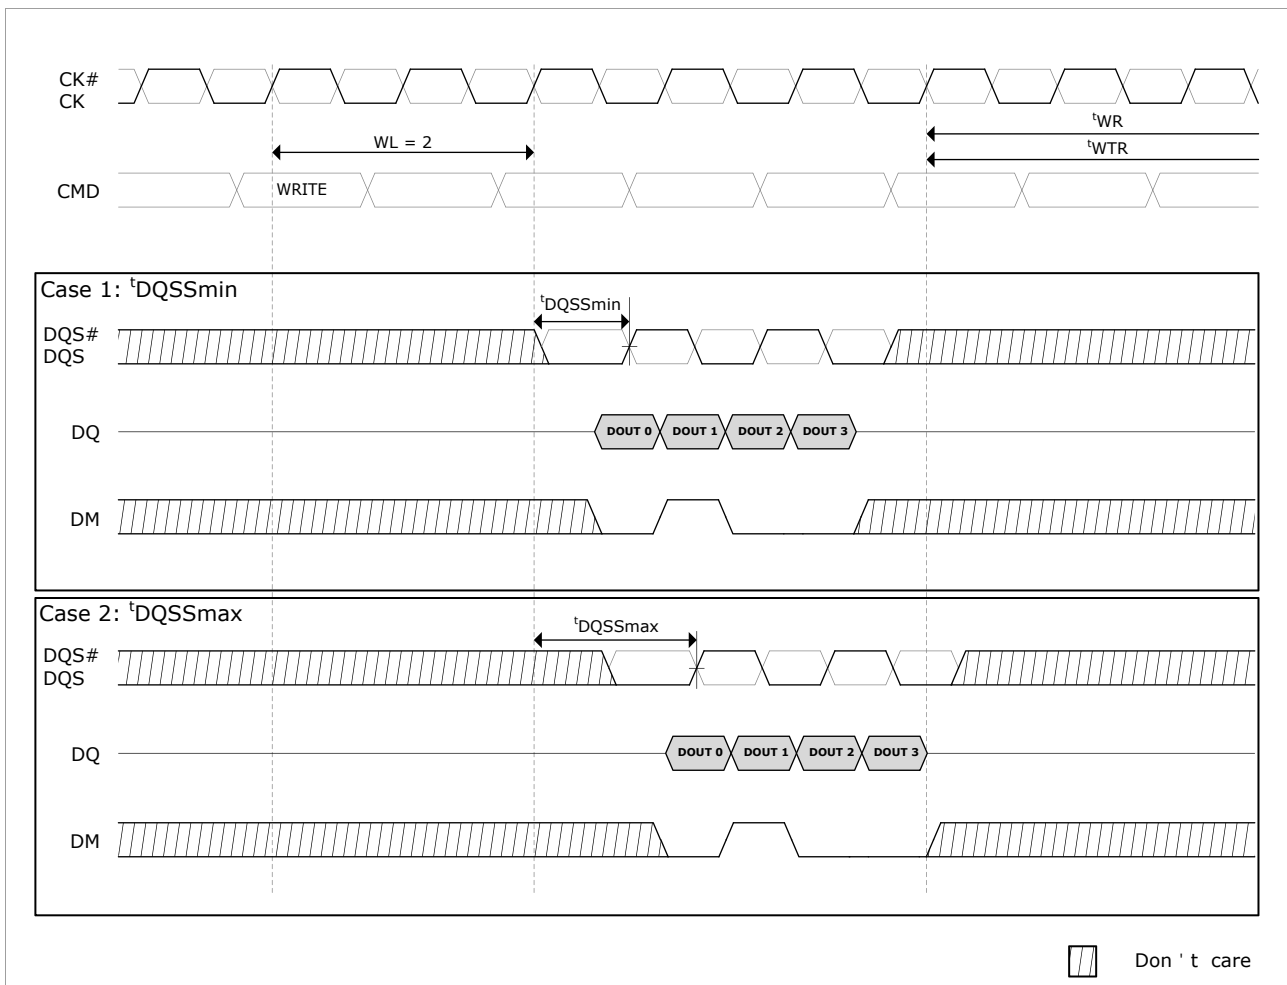 CK#
CK
tWR
WL = 2
tWTR
CMD
WRITE
Case 1: tDQSSmin
tDQSSmin
DQS#
DQS
DQ
DOUT 0 DOUT 1 DOUT 2 DOUT 3
DM
Case 2: tDQSSmax
tDQSSmax
DQS#
DQS
DQ
DOUT 0 DOUT 1 DOUT 2 DOUT 3
DM
Don ' t care